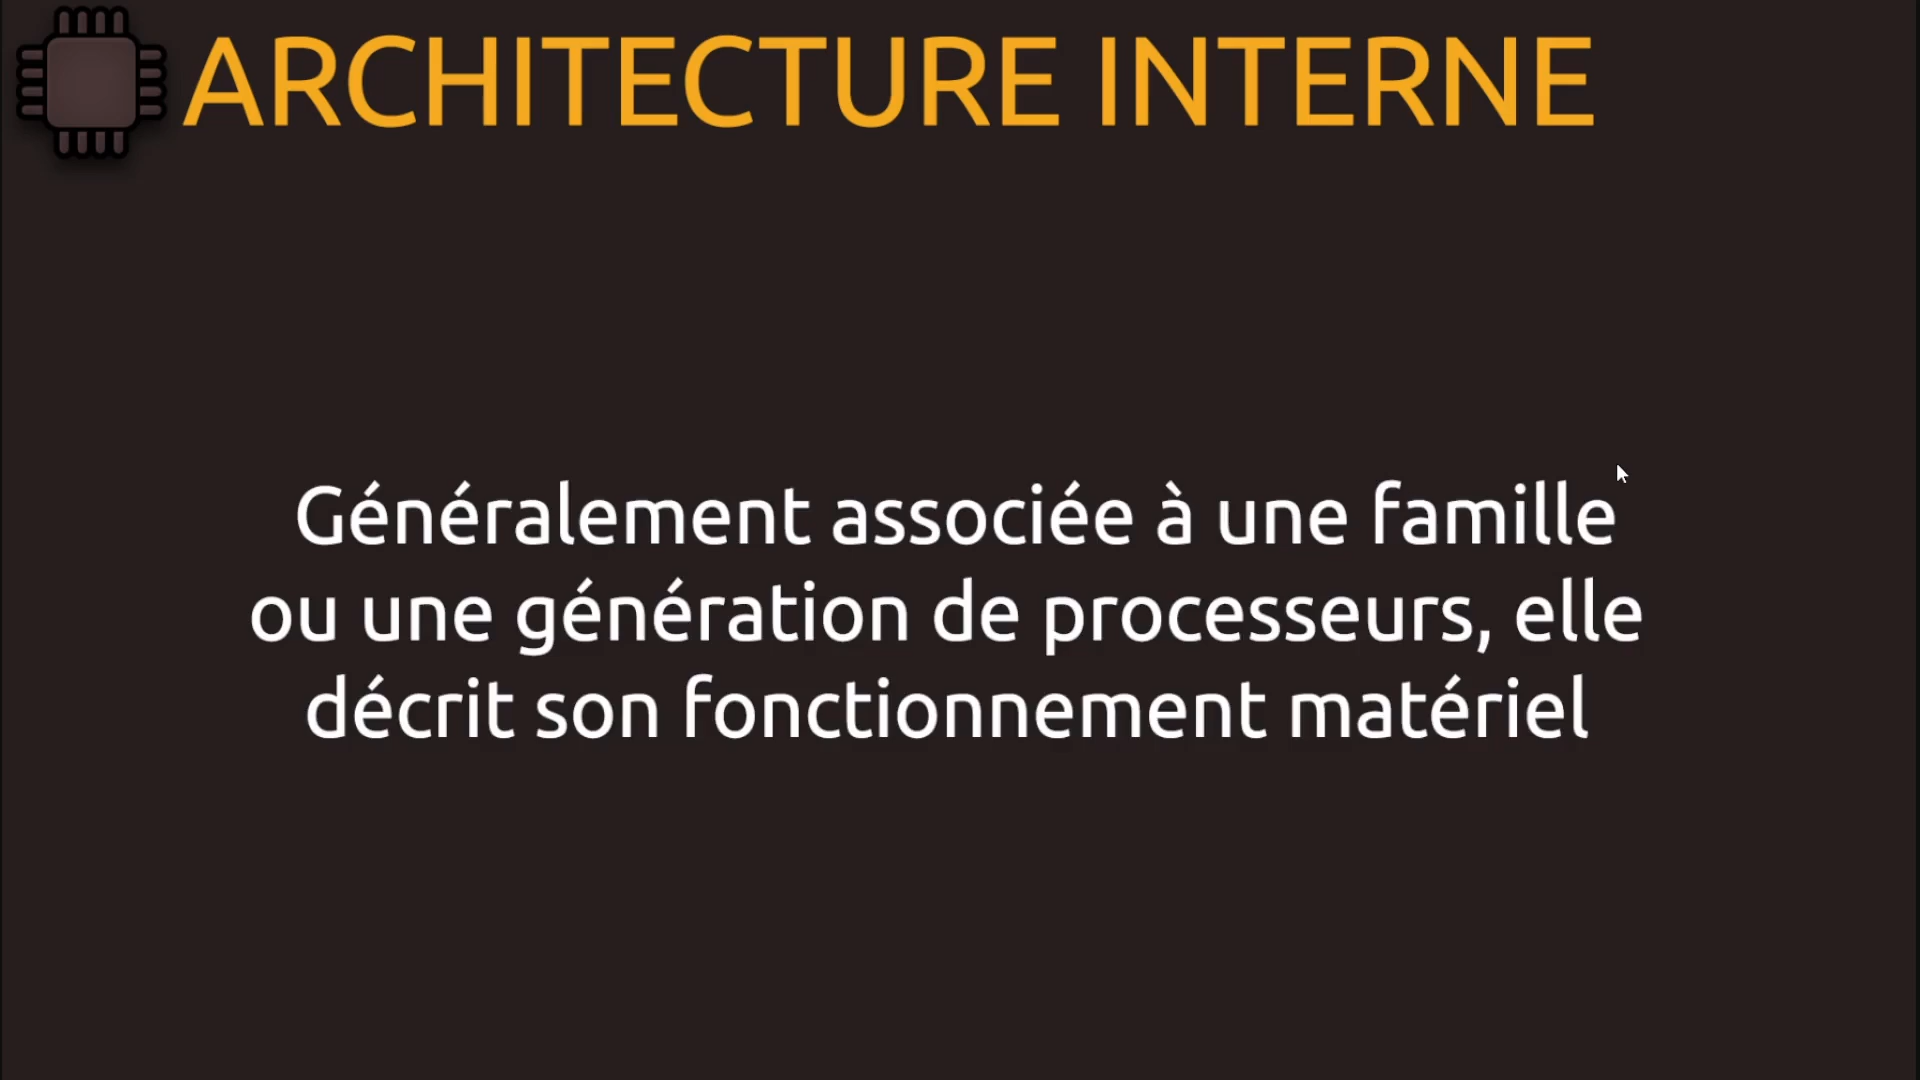 ARCHITECTURE INTERNE
Généralement associée à une famille
ou une génération de processeurs, elle
décrit son fonctionnement matériel